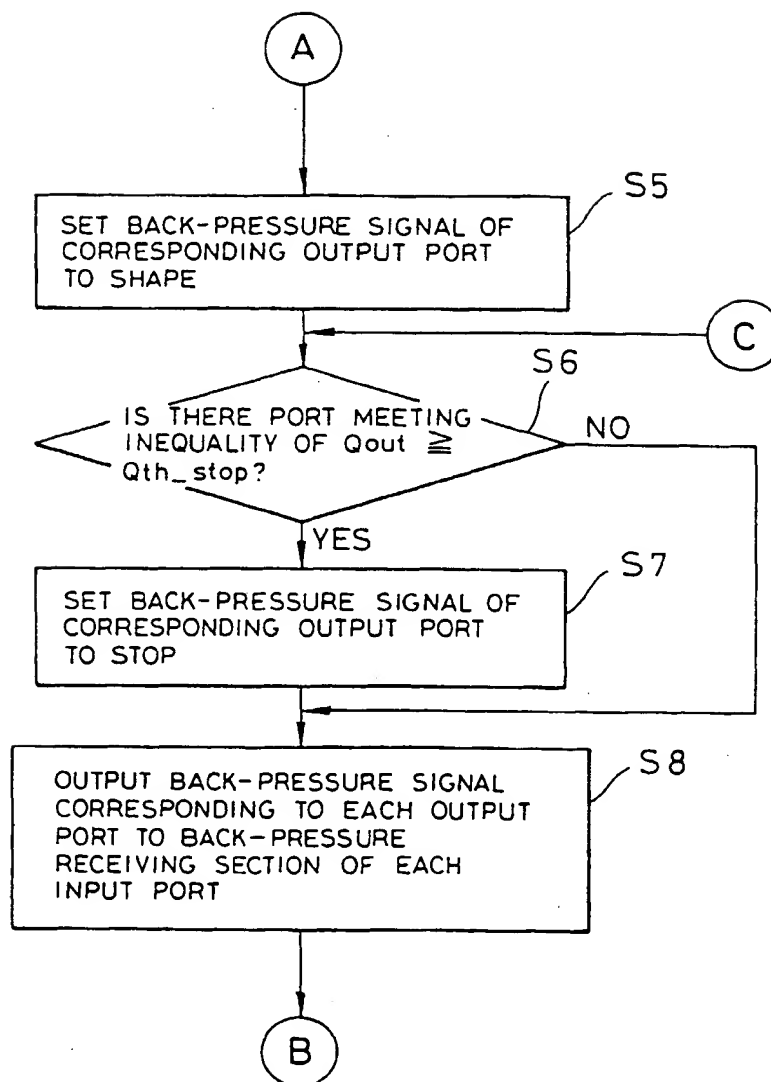 A
S5
SET BACK-PRESSURE SIGNAL OF
CORRESPONDING OUTPUT PORT
TO SHAPE
C
S6
IS THERE PORT MEETING
INEQUALITY OF Qout ≧
Qth_stop?
NO
YES
S7
SET BACK-PRESSURE SIGNAL OF
CORRESPONDING OUTPUT PORT
TO STOP
S8
OUTPUT BACK-PRESSURE SIGNAL
CORRESPONDING TO EACH OUTPUT
PORT TO BACK-PRESSURE
RECEIVING SECTION OF EACH
INPUT PORT
B